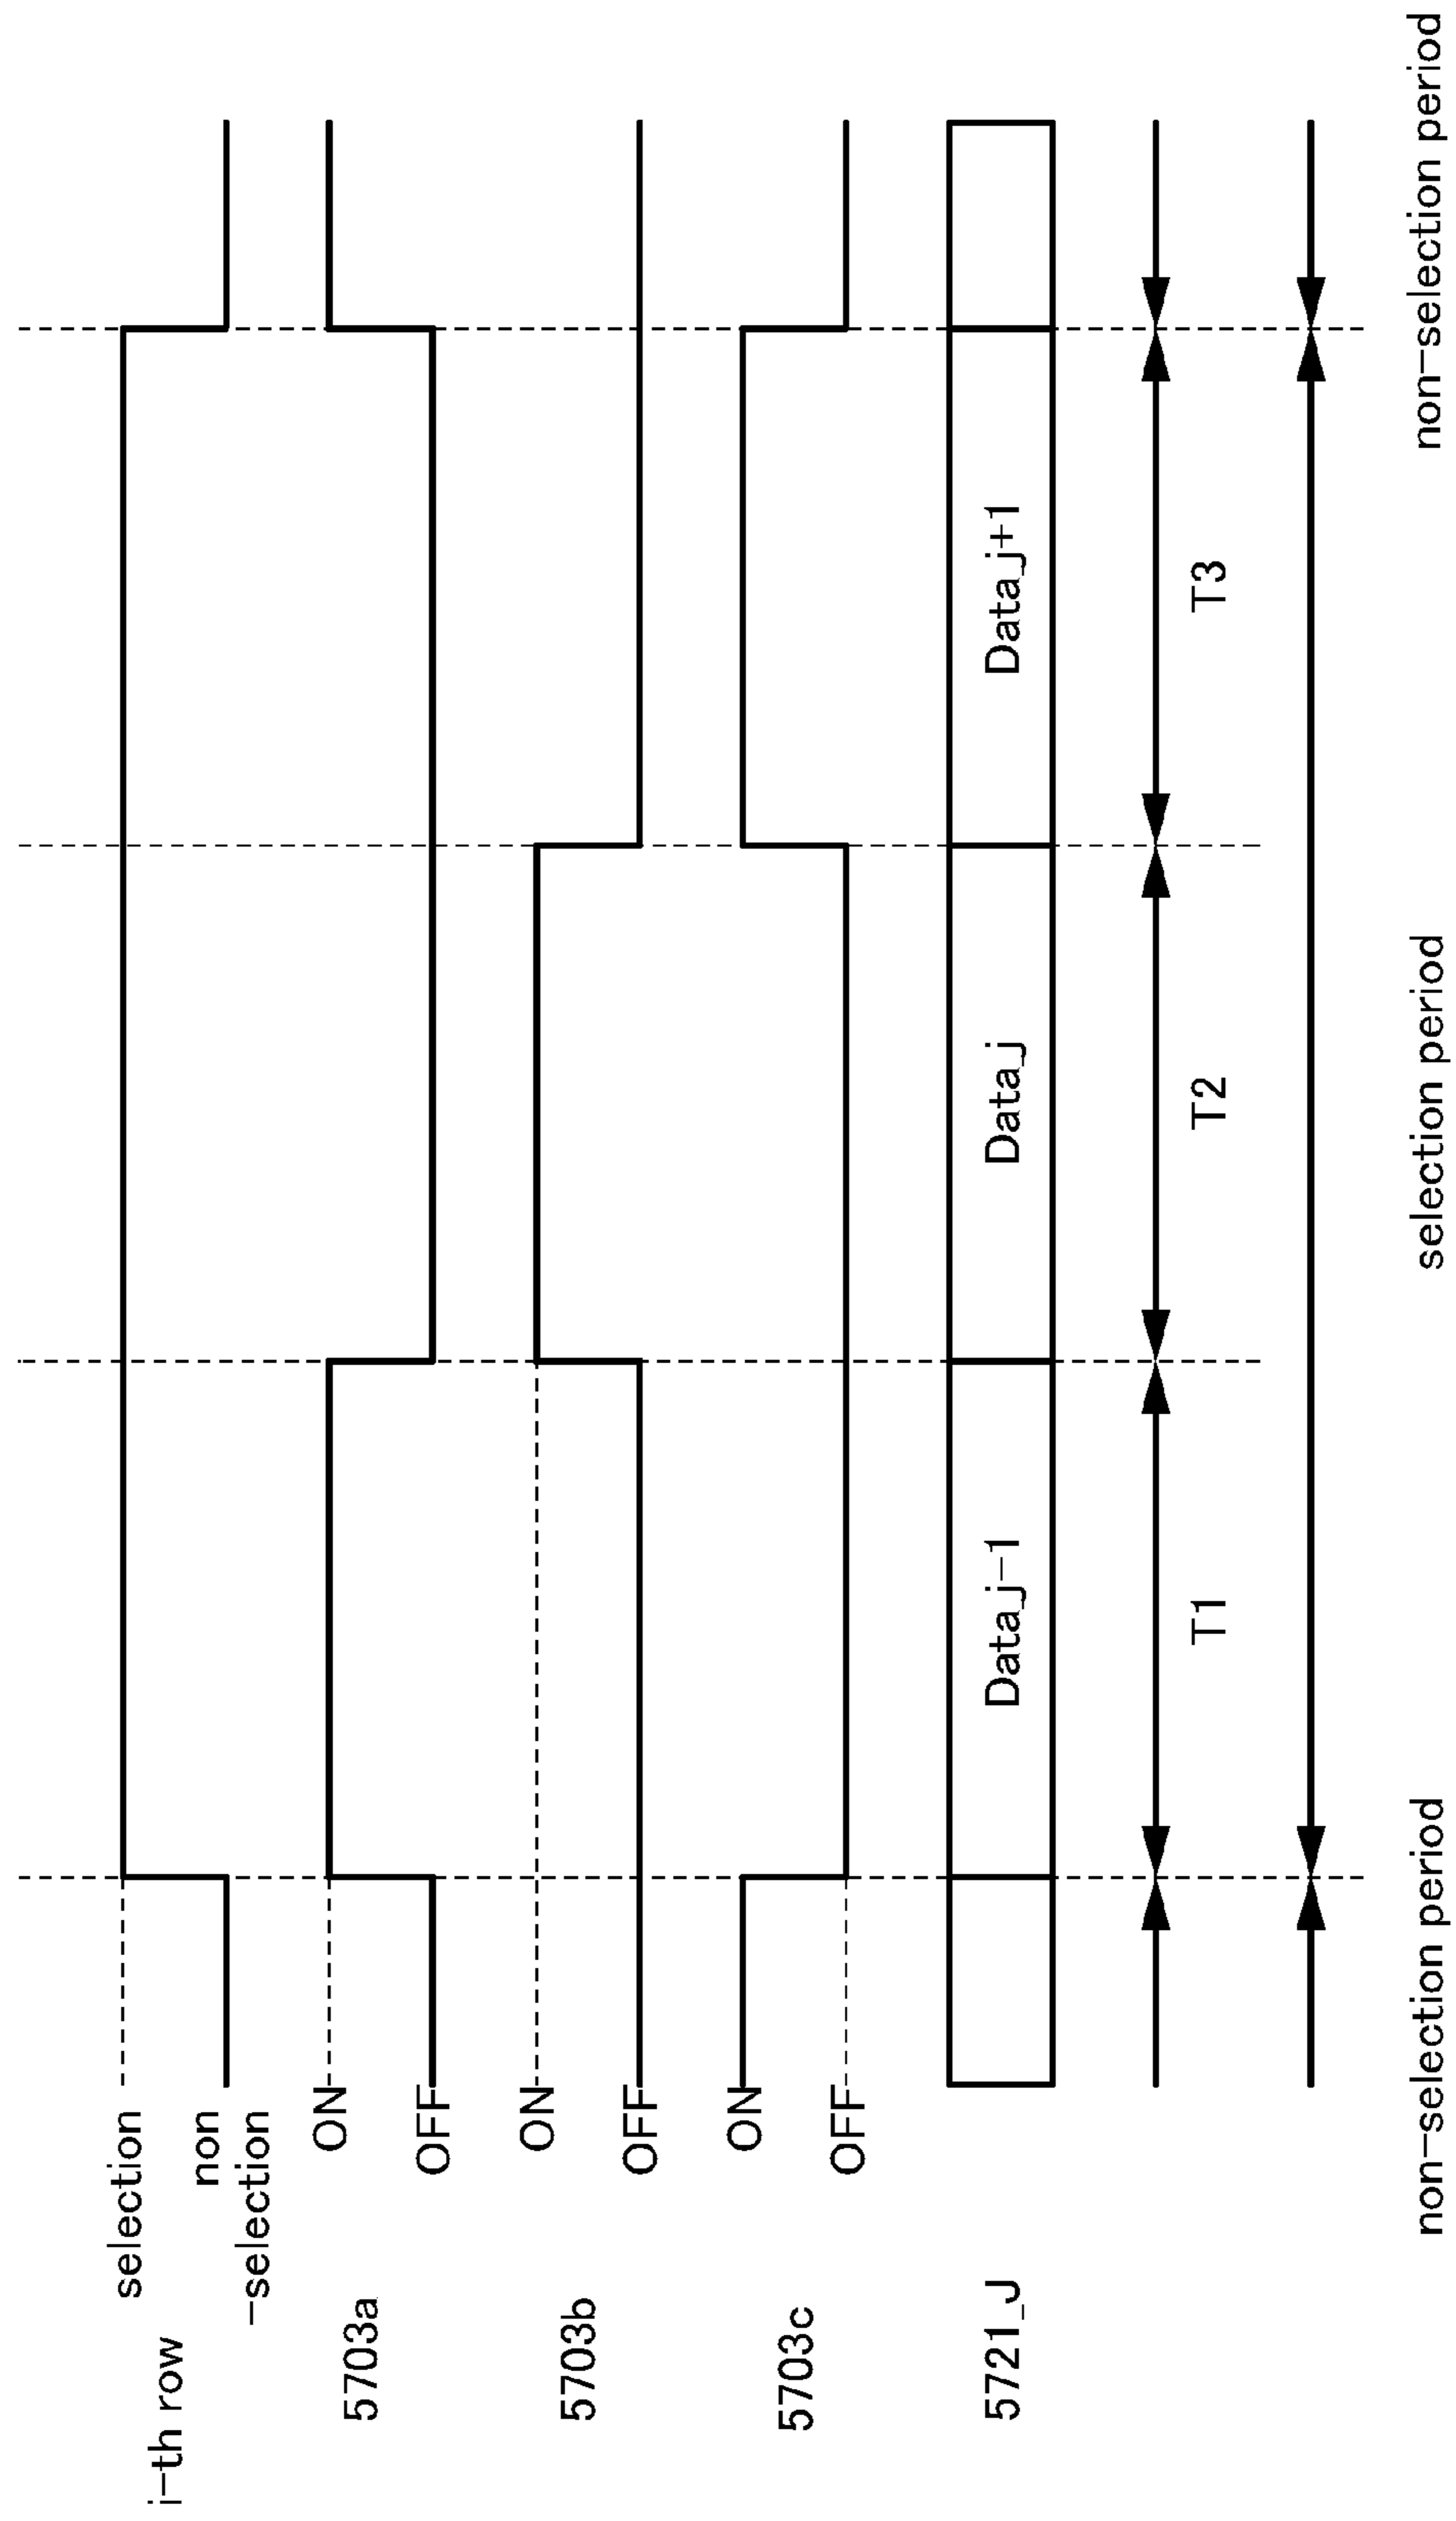 i-th row
selection
non
-selection
5703a
ON
OFF
5703b
ON
OFF
5703c
ON
OFF
5721_J
Data_j-1
Data_j
Data_j+1
T1
T2
T3
non-selection period
selection period
non-selection period